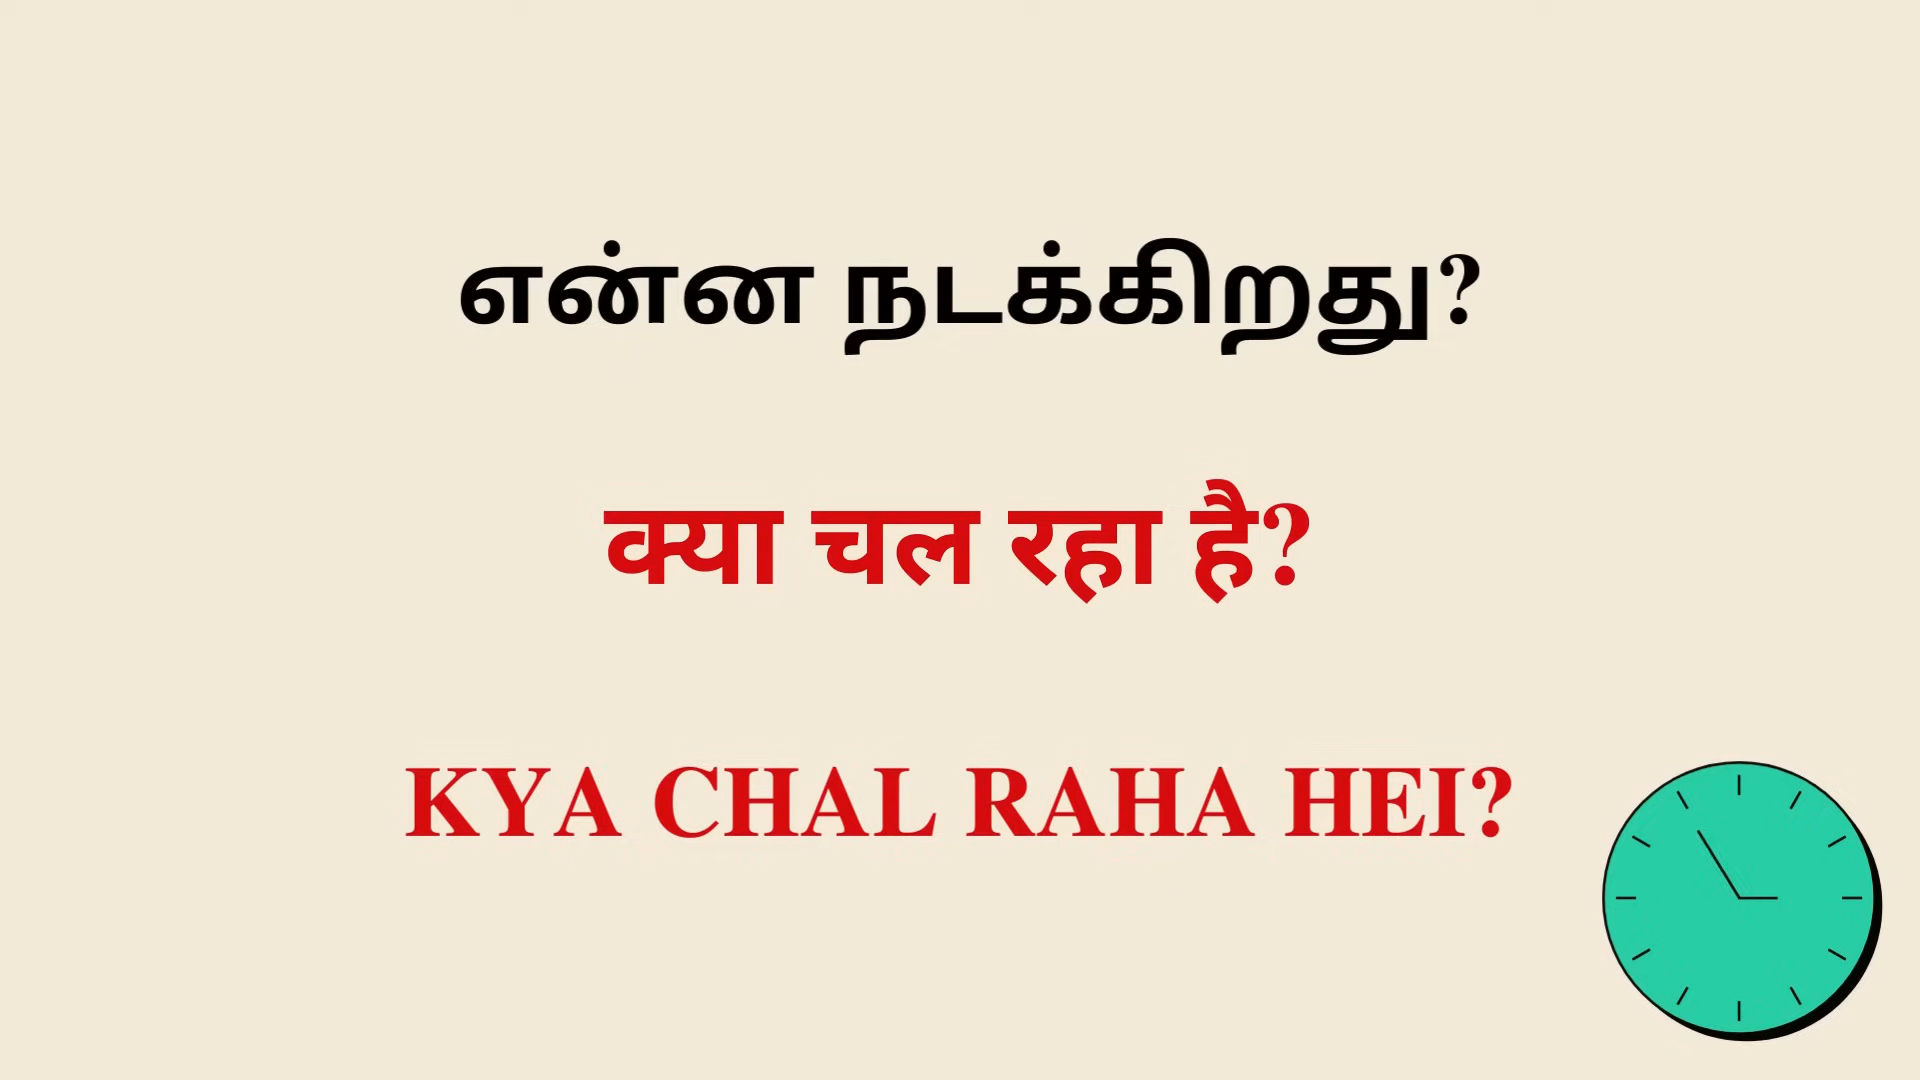 என்ன நடக்கிறது?
क्या चल रहा है?
KYA CHAL RAHA HEI?